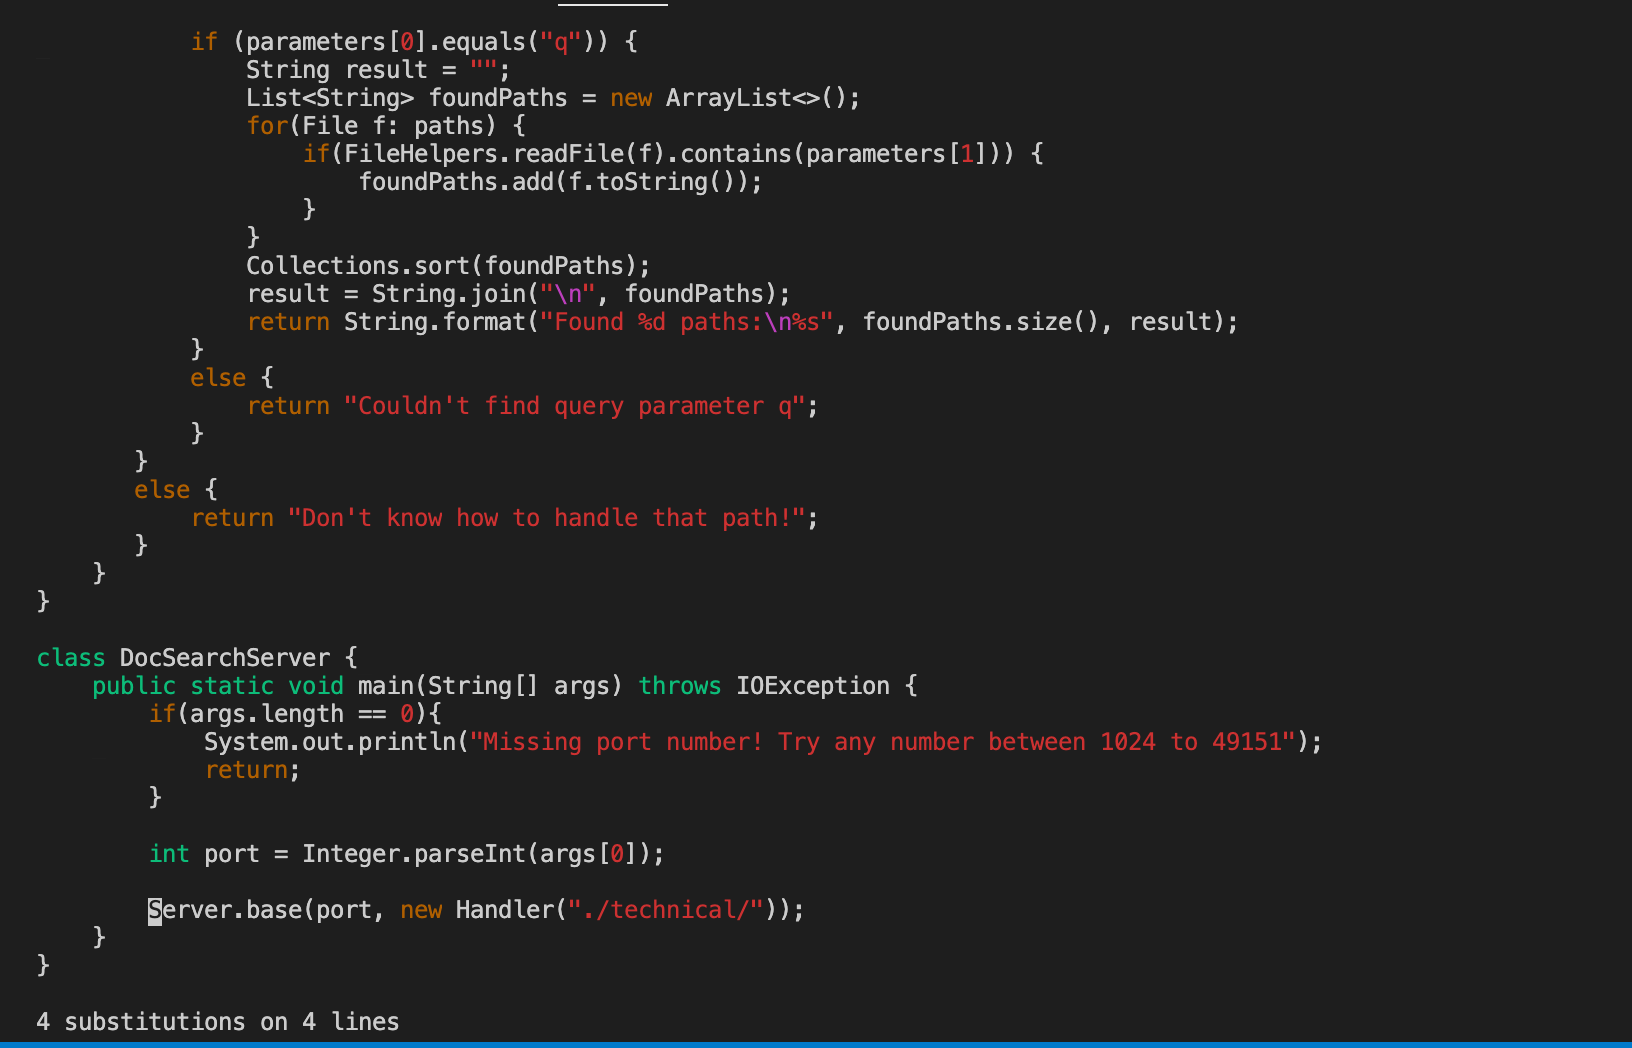 if (parameters[0].equals("q")) {
String result = "";
List<String> foundPaths = new ArrayList<>();
for(File f: paths) {
if(FileHelpers.readFile(f).contains(parameters[1])) {
foundPaths.add(f.toString());
}
}
Collections.sort(foundPaths);
result = String.join("\n", foundPaths);
return String.format("Found %d paths:\n%s", foundPaths.size(), result);
}
else {
return "Couldn't find query parameter q";
}
}
else {
return "Don't know how to handle that path!";
}
}
}
class DocSearchServer {
public static void main(String[] args) throws IOException {
if(args.length == 0){
System.out.println("Missing port number! Try any number between 1024 to 49151");
return;
}
int port = Integer.parseInt(args[0]);
Server.base(port, new Handler("./technical/"));
}
}
4 substitutions on 4 lines